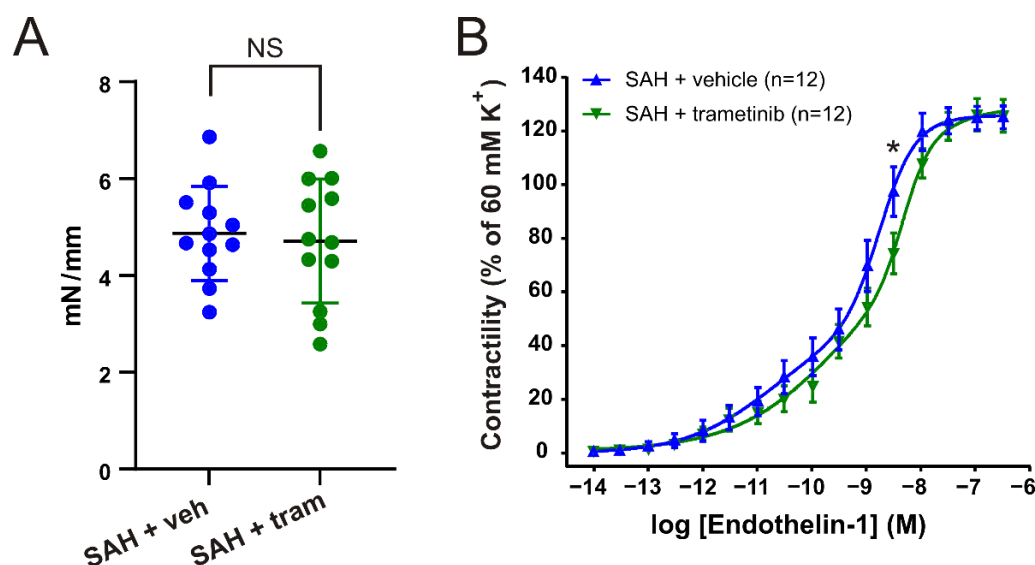 A
NS
8
6
4
2
0
mN/mm
SAH + veh
SAH + tram
B
SAH + vehicle (n=12)
SAH + trametinib (n=12)
*
140
120
100
80
60
40
20
0
Contractility (% of 60 mM K⁺)
−14
−13
−12
−11
−10
−9
−8
−7
−6
log [Endothelin-1] (M)